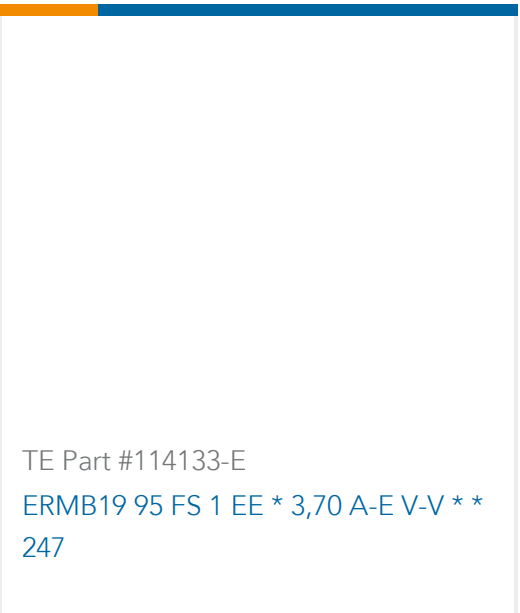 TE Part #114133-E
ERMB19 95 FS 1 EE * 3,70 A-E V-V * *
247